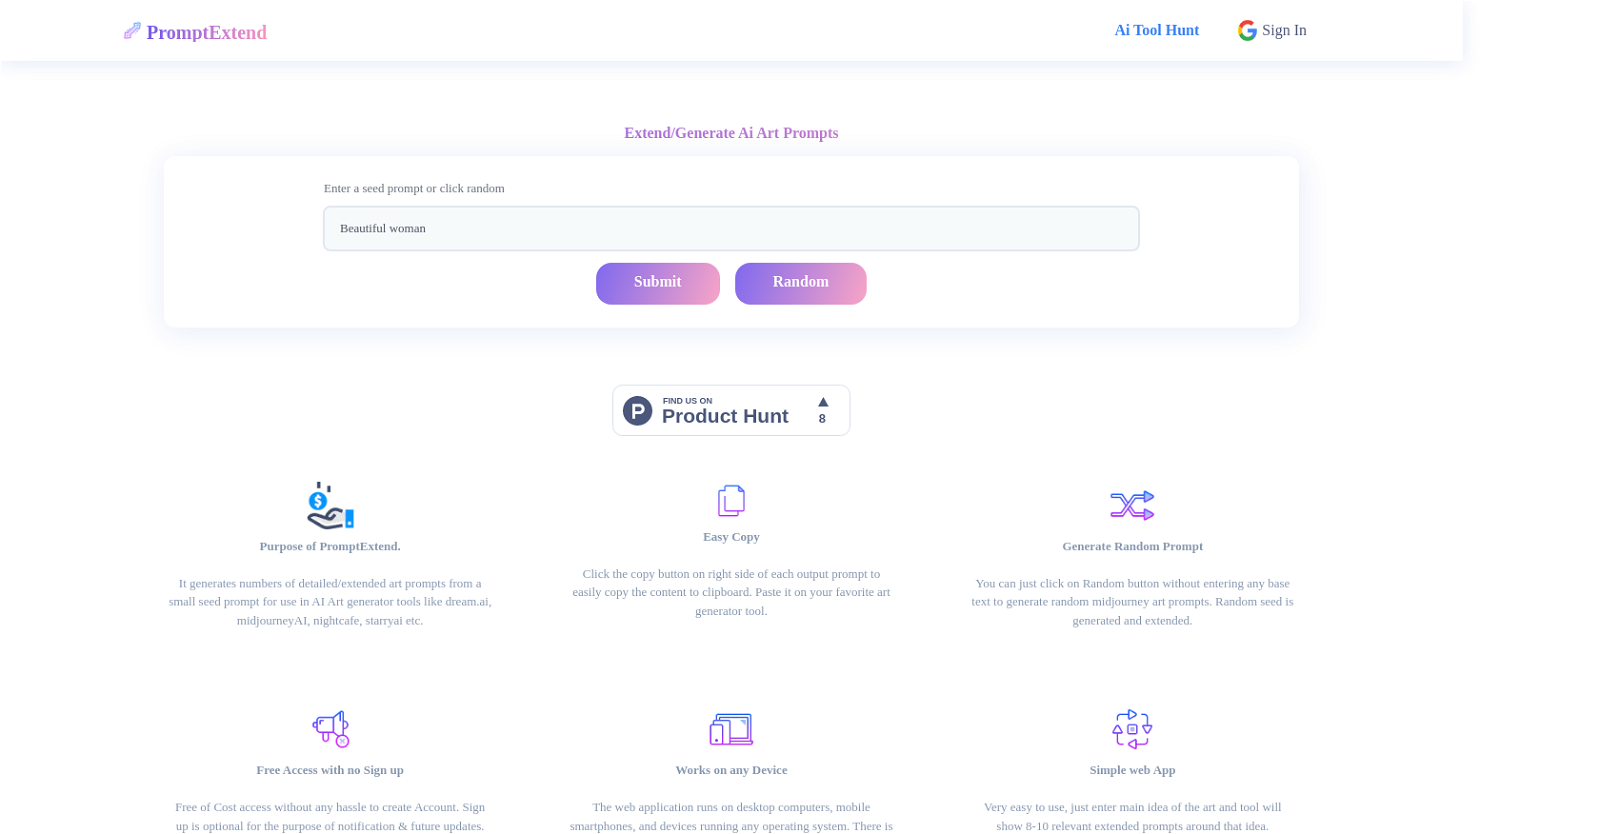 PromptExtend
Ai Tool Hunt
Sign In
Extend/Generate Ai Art Prompts
Enter a seed prompt or click random
Beautiful woman
Submit
Random
FIND US ON
Product Hunt
8
Purpose of PromptExtend.
It generates numbers of detailed/extended art prompts from a
small seed prompt for use in AI Art generator tools like dream.ai,
midjourneyAI, nightcafe, starryai etc.
Easy Copy
Click the copy button on right side of each output prompt to
easily copy the content to clipboard. Paste it on your favorite art
generator tool.
Generate Random Prompt
You can just click on Random button without entering any base
text to generate random midjourney art prompts. Random seed is
generated and extended.
Free Access with no Sign up
Free of Cost access without any hassle to create Account. Sign
up is optional for the purpose of notification & future updates.
Works on any Device
The web application runs on desktop computers, mobile
smartphones, and devices running any operating system. There is
Simple web App
Very easy to use, just enter main idea of the art and tool will
show 8-10 relevant extended prompts around that idea.